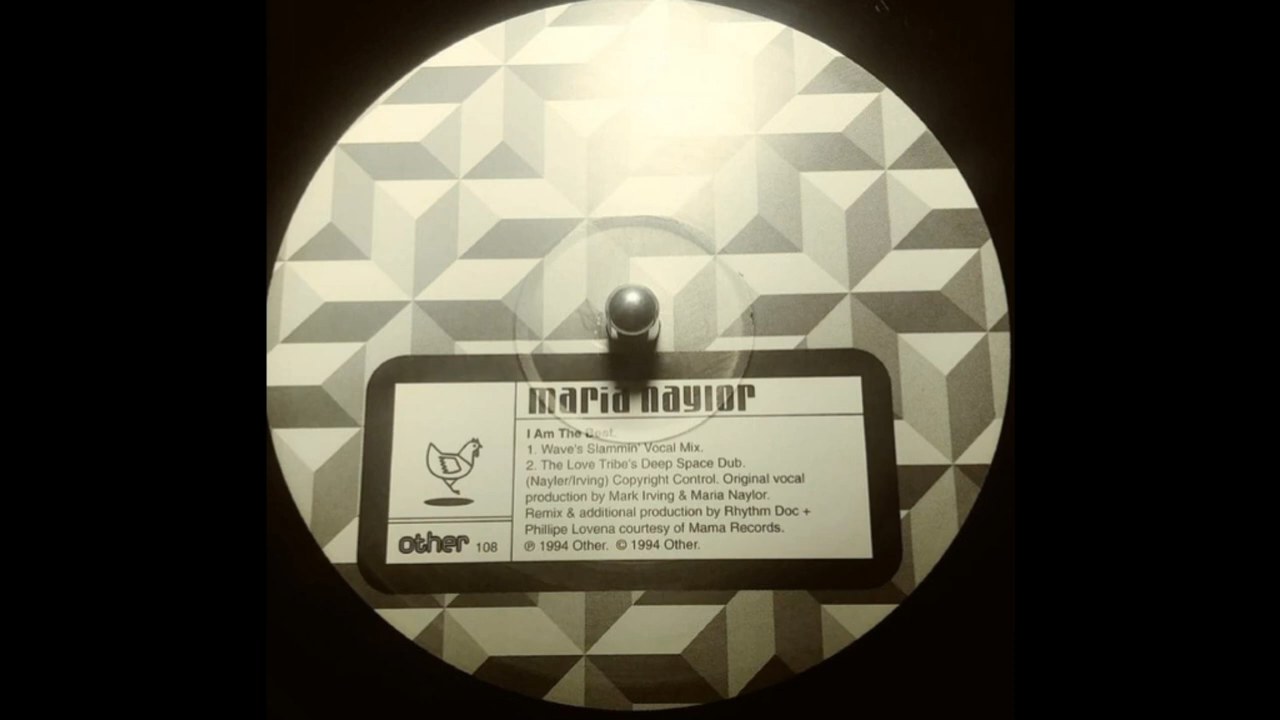 maria naylor
I Am The Best.
1. Wave's Slammin' Vocal Mix.
2. The Love Tribe's Deep Space Dub.
(Nayler/Irving) Copyright Control. Original vocal
production by Mark Irving & Maria Naylor.
Remix & additional production by Rhythm Doc +
Phillipe Lovena courtesy of Mama Records.
℗ 1994 Other. © 1994 Other.
other 108